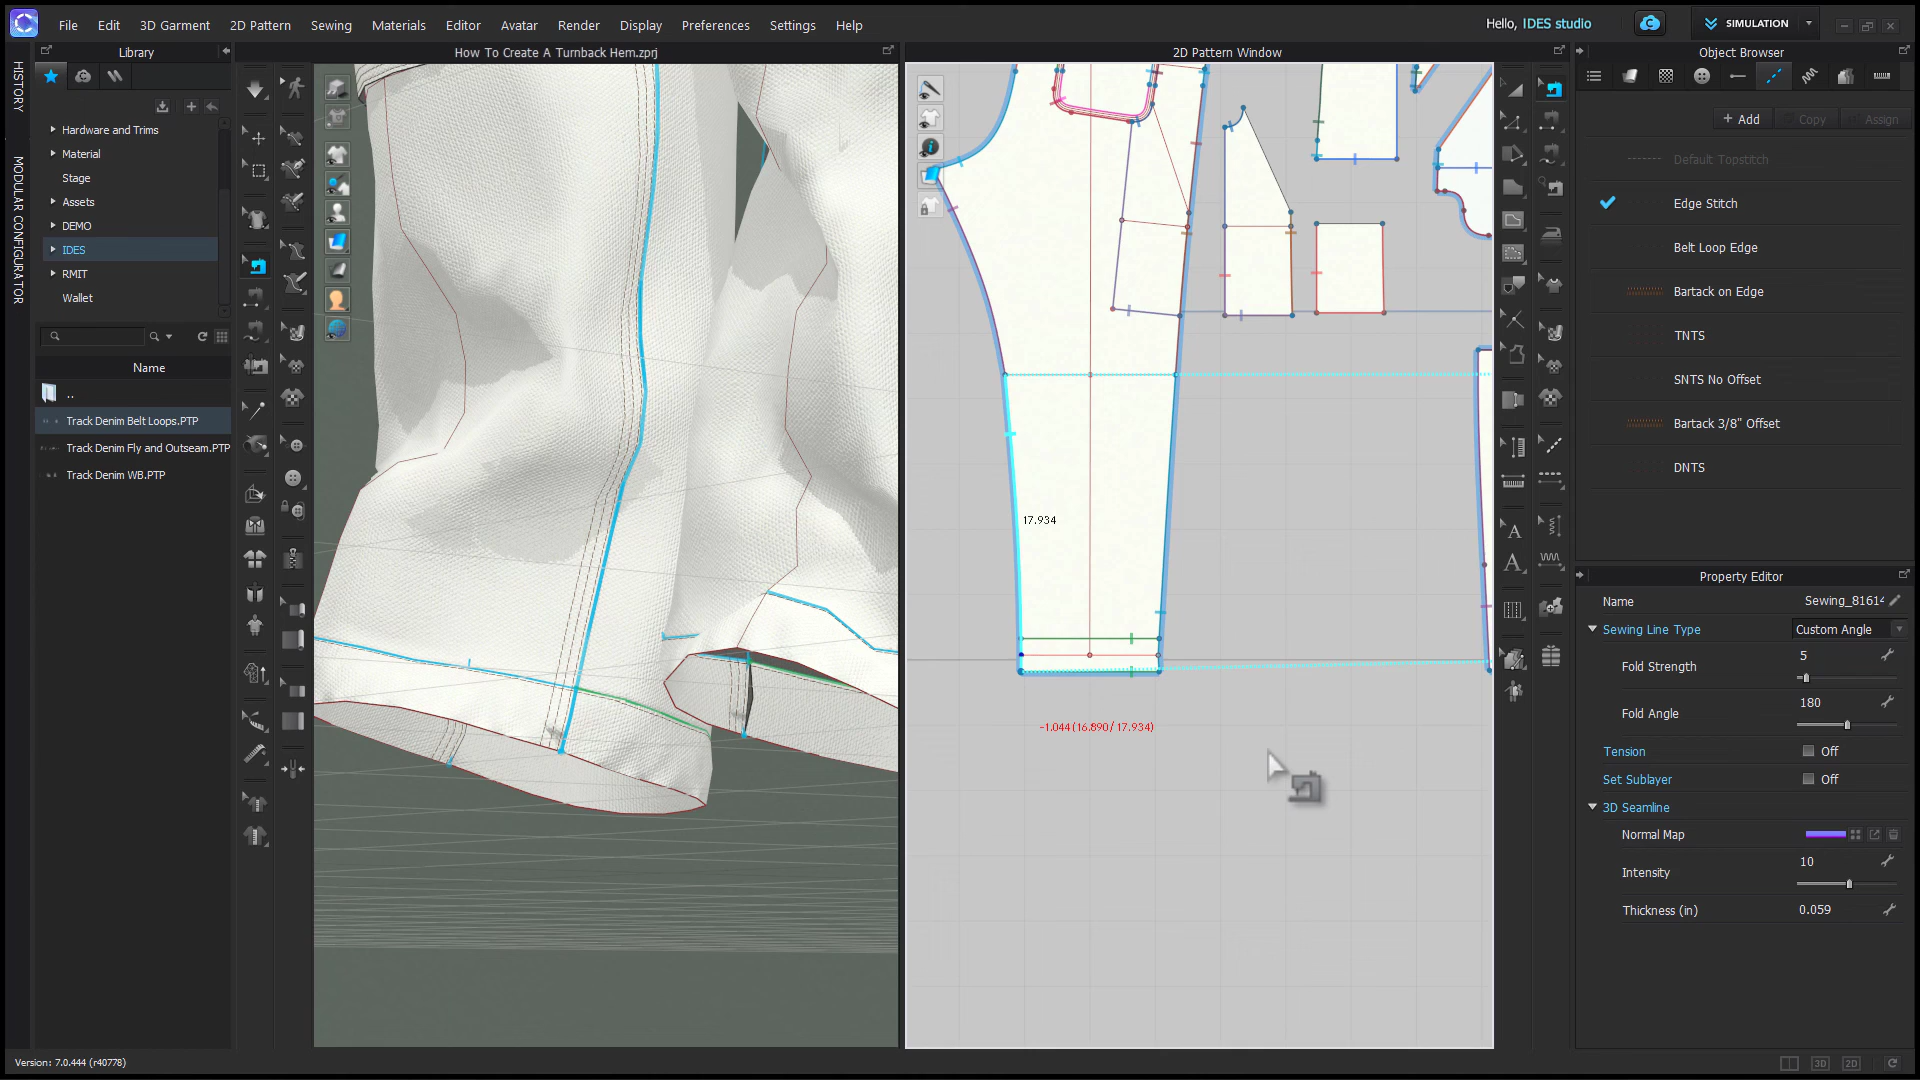 File Edit 3D Garment 2D Pattern Sewing Materials Editor Avatar Render Display Preferences Settings Help
Hello, IDES studio
SIMULATION
HISTORY
MODULAR CONFIGURATOR
Library
Hardware and Trims
Material
Stage
Assets
DEMO
IDES
RMIT
Wallet
Name
..
Track Denim Belt Loops.PTP
Track Denim Fly and Outseam.PTP
Track Denim WB.PTP
How To Create A Turnback Hem.zprj
2D Pattern Window
17.934
-1.044 (16.890 / 17.934)
Object Browser
+ Add Copy Assign
Default Topstitch
Edge Stitch
Belt Loop Edge
Bartack on Edge
TNTS
SNTS No Offset
Bartack 3/8" Offset
DNTS
Property Editor
Name Sewing_81614
Sewing Line Type Custom Angle
Fold Strength 5
Fold Angle 180
Tension Off
Set Sublayer Off
3D Seamline
Normal Map
Intensity 10
Thickness (in) 0.059
Version: 7.0.444 (r40778)
3D 2D